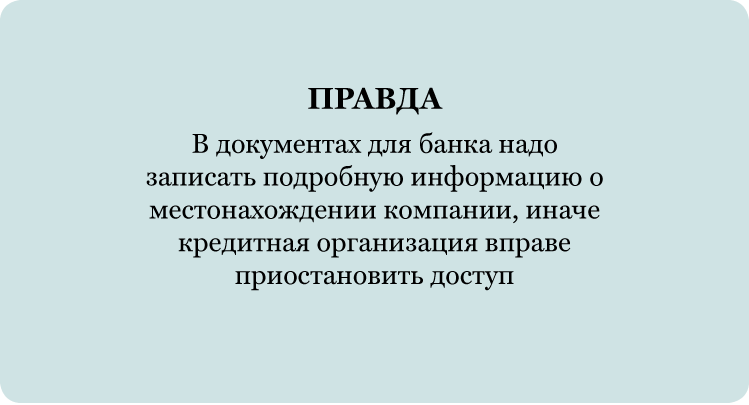 ПРАВДА
В документах для банка надо
записать подробную информацию о
местонахождении компании, иначе
кредитная организация вправе
приостановить доступ